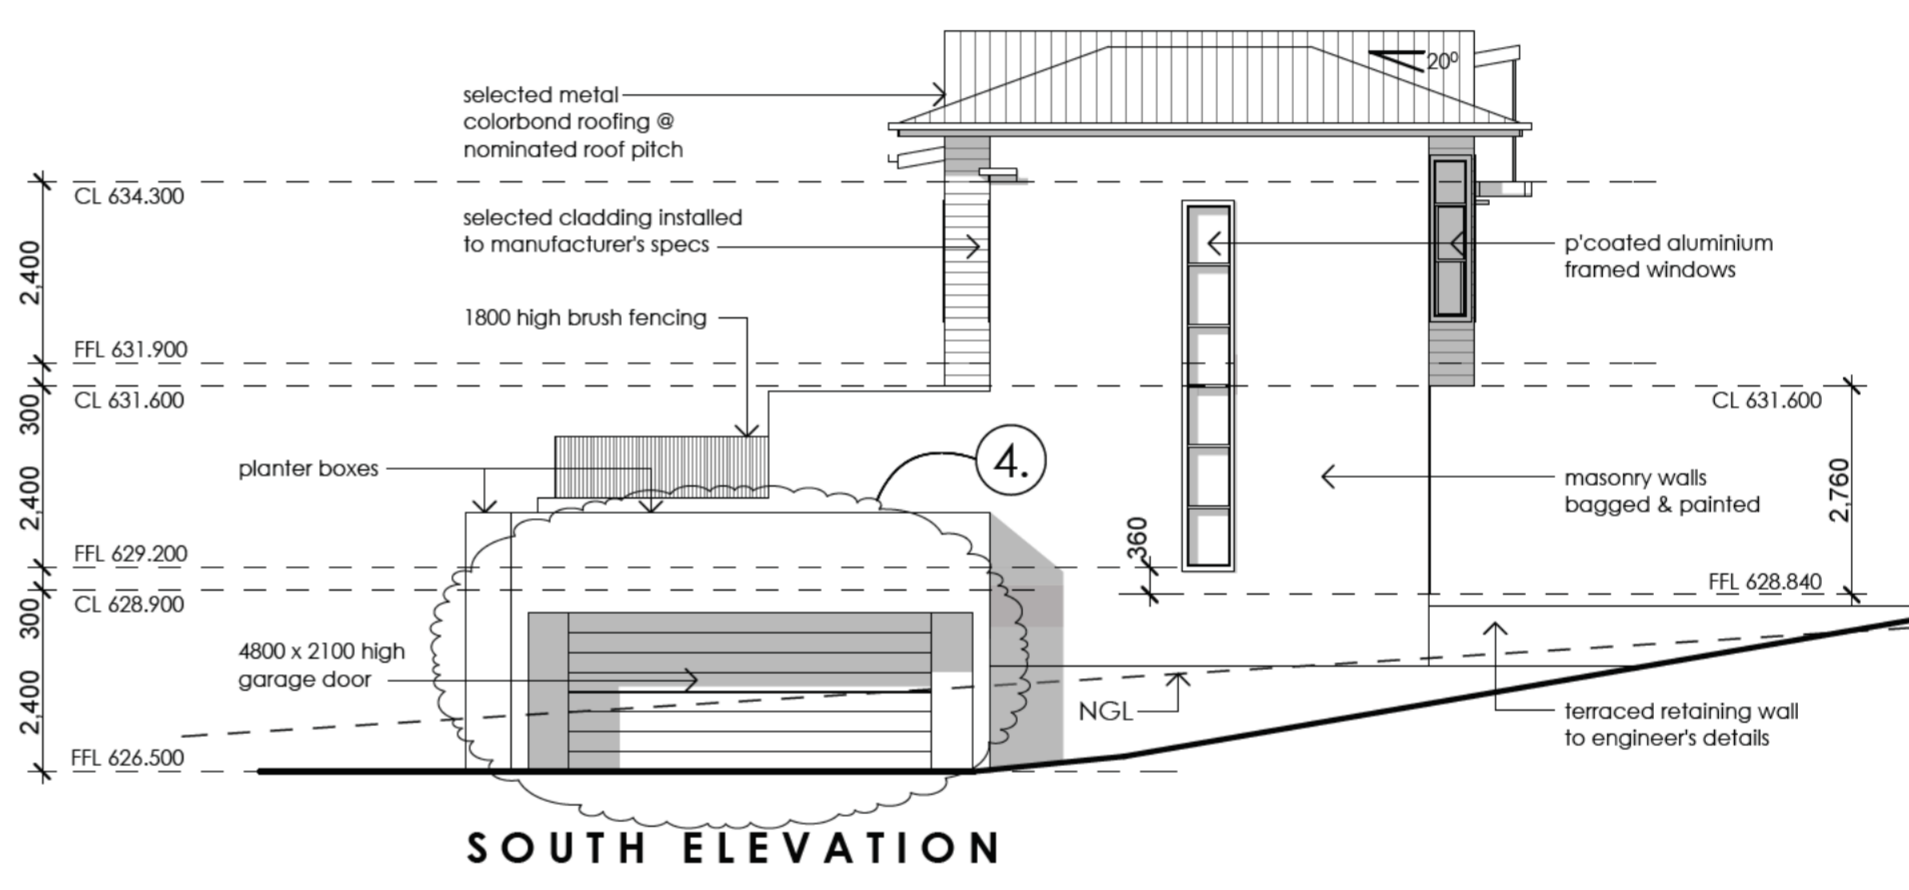 20⁰
selected metal
colorbond roofing @
nominated roof pitch
CL 634.300
selected cladding installed
to manufacturer's specs
p'coated aluminium
framed windows
2,400
1800 high brush fencing
FFL 631.900
300
CL 631.600
CL 631.600
4.
planter boxes
masonry walls
bagged & painted
2,400
2,760
360
FFL 629.200
FFL 628.840
300
CL 628.900
4800 x 2100 high
garage door
2,400
NGL
terraced retaining wall
to engineer's details
FFL 626.500
SOUTH ELEVATION